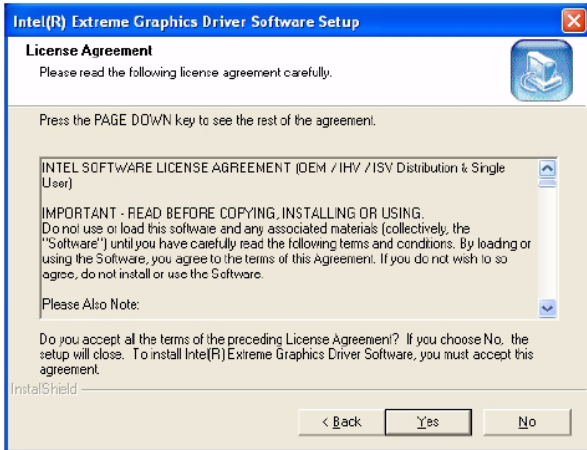 Intel(R) Extreme Graphics Driver Software Setup
License Agreement
Please read the following license agreement carefully.
Press the PAGE DOWN key to see the rest of the agreement.
INTEL SOFTWARE LICENSE AGREEMENT (OEM / IHV / ISV Distribution & Single
User)
IMPORTANT - READ BEFORE COPYING, INSTALLING OR USING.
Do not use or load this software and any associated materials (collectively, the
"Software") until you have carefully read the following terms and conditions. By loading or
using the Software, you agree to the terms of this Agreement. If you do not wish to so
agree, do not install or use the Software.
Please Also Note:
Do you accept all the terms of the preceding License Agreement? If you choose No, the
setup will close. To install Intel(R) Extreme Graphics Driver Software, you must accept this
agreement.
InstallShield
< Back
Yes
No